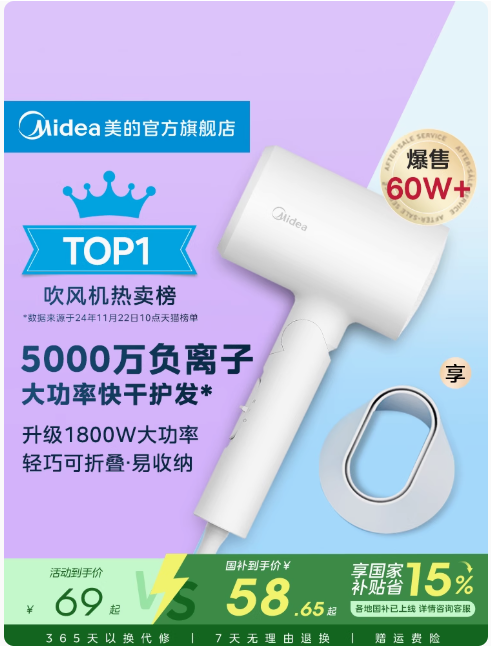 Midea美的官方旗舰店
爆售
60W+
AFTER-SALE SERVICE
Midea
TOP1
吹风机热卖榜
*数据来源于24年11月22日10点天猫榜单
5000万负离子
大功率快干护发*
享
升级1800W大功率
轻巧可折叠·易收纳
活动到手价
¥69起
VS
国补到手价¥
58.65起
享国家
补贴省
15%
各地国补已上线 详情咨询客服
365天以换代修 | 7天无理由退换 | 赠运费险